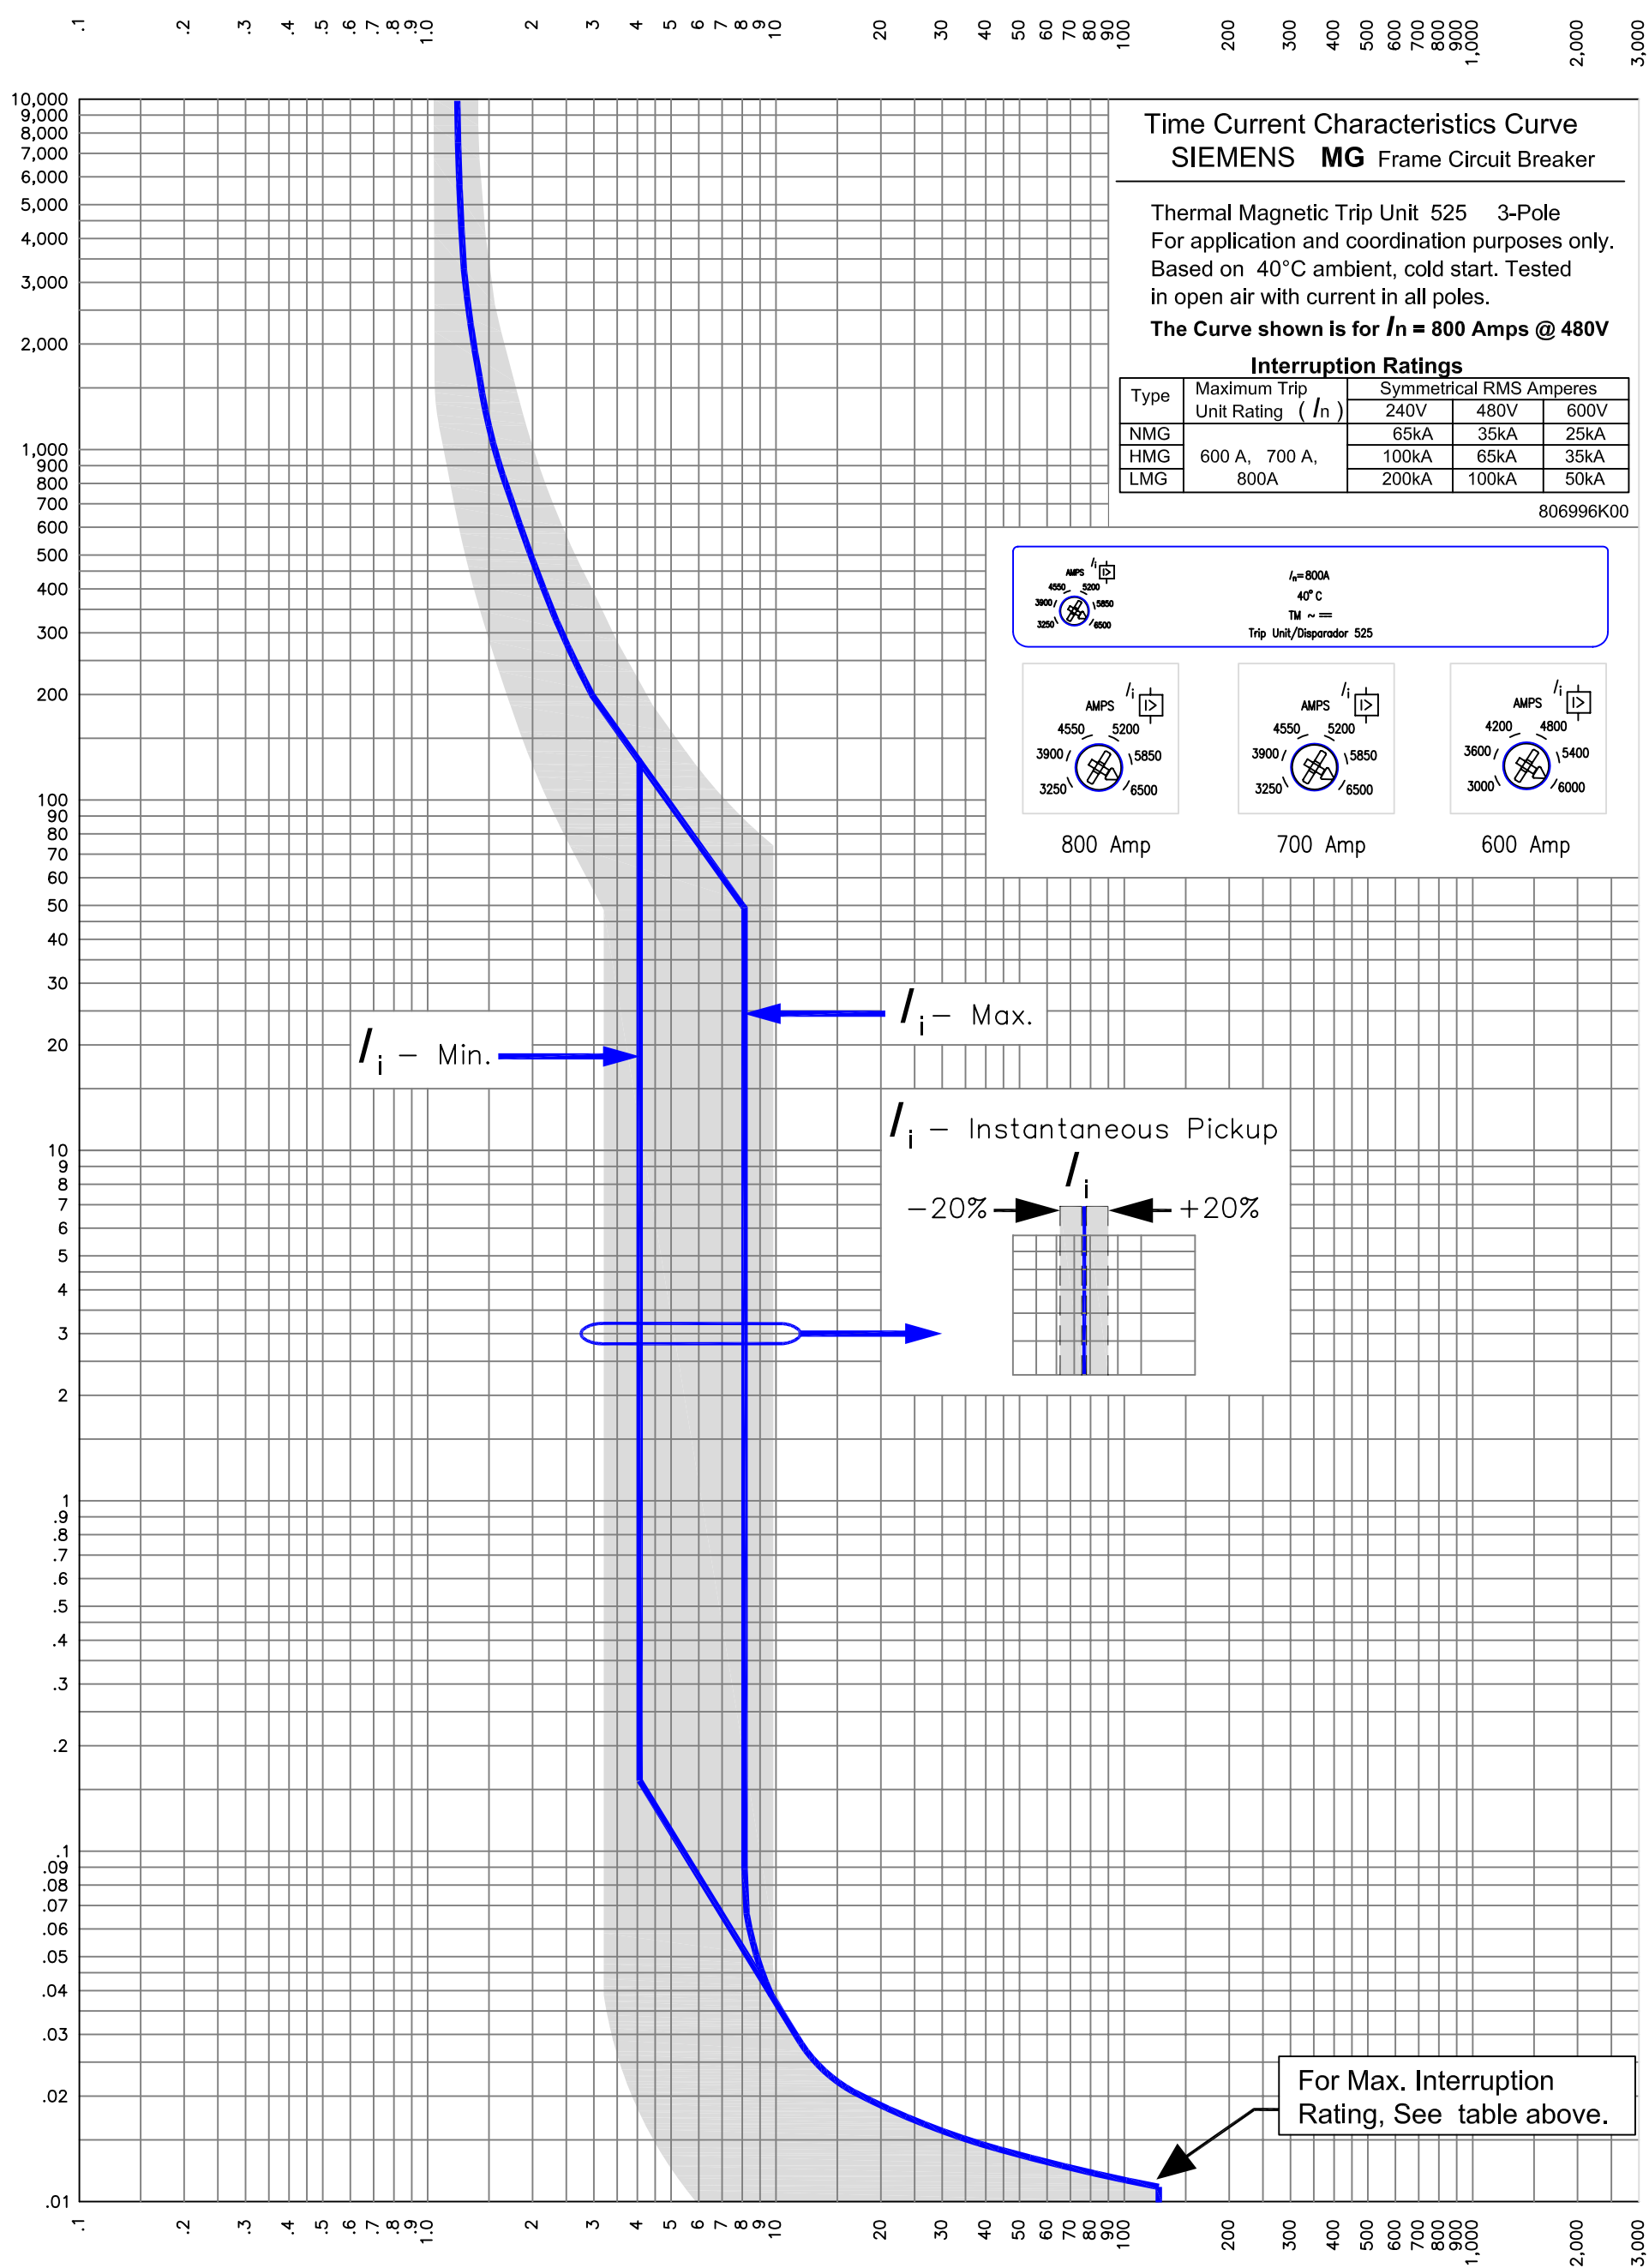 .1 .2 .3 .4 .5 .6 .7 .8 .9 1.0 2 3 4 5 6 7 8 9 10 20 30 40 50 60 70 80 90 100 200 300 400 500 600 700 800 900 1,000 2,000 3,000
Time Current Characteristics Curve
SIEMENS MG Frame Circuit Breaker
Thermal Magnetic Trip Unit 525 3-Pole
For application and coordination purposes only.
Based on 40°C ambient, cold start. Tested
in open air with current in all poles.
The Curve shown is for In = 800 Amps @ 480V
Interruption Ratings
Type Maximum Trip Unit Rating ( In ) Symmetrical RMS Amperes
240V 480V 600V
NMG 65kA 35kA 25kA
HMG 600 A, 700 A, 100kA 65kA 35kA
LMG 800A 200kA 100kA 50kA
806996K00
AMPS Ii I>
4550 5200
3900 5850
3250 6500
In=800A
40° C
TM ~ ⎓
Trip Unit/Disparador 525
AMPS Ii I>
4550 5200
3900 5850
3250 6500
800 Amp
AMPS Ii I>
4550 5200
3900 5850
3250 6500
700 Amp
AMPS Ii I>
4200 4800
3600 5400
3000 6000
600 Amp
10,000
9,000
8,000
7,000
6,000
5,000
4,000
3,000
2,000
1,000
900
800
700
600
500
400
300
200
100
90
80
70
60
50
40
30
20
10
9
8
7
6
5
4
3
2
1
.9
.8
.7
.6
.5
.4
.3
.2
.1
.09
.08
.07
.06
.05
.04
.03
.02
.01
Ii – Max.
Ii – Min.
Ii – Instantaneous Pickup
Ii
-20% +20%
For Max. Interruption
Rating, See table above.
.1 .2 .3 .4 .5 .6 .7 .8 .9 1.0 2 3 4 5 6 7 8 9 10 20 30 40 50 60 70 80 90 100 200 300 400 500 600 700 800 900 1,000 2,000 3,000